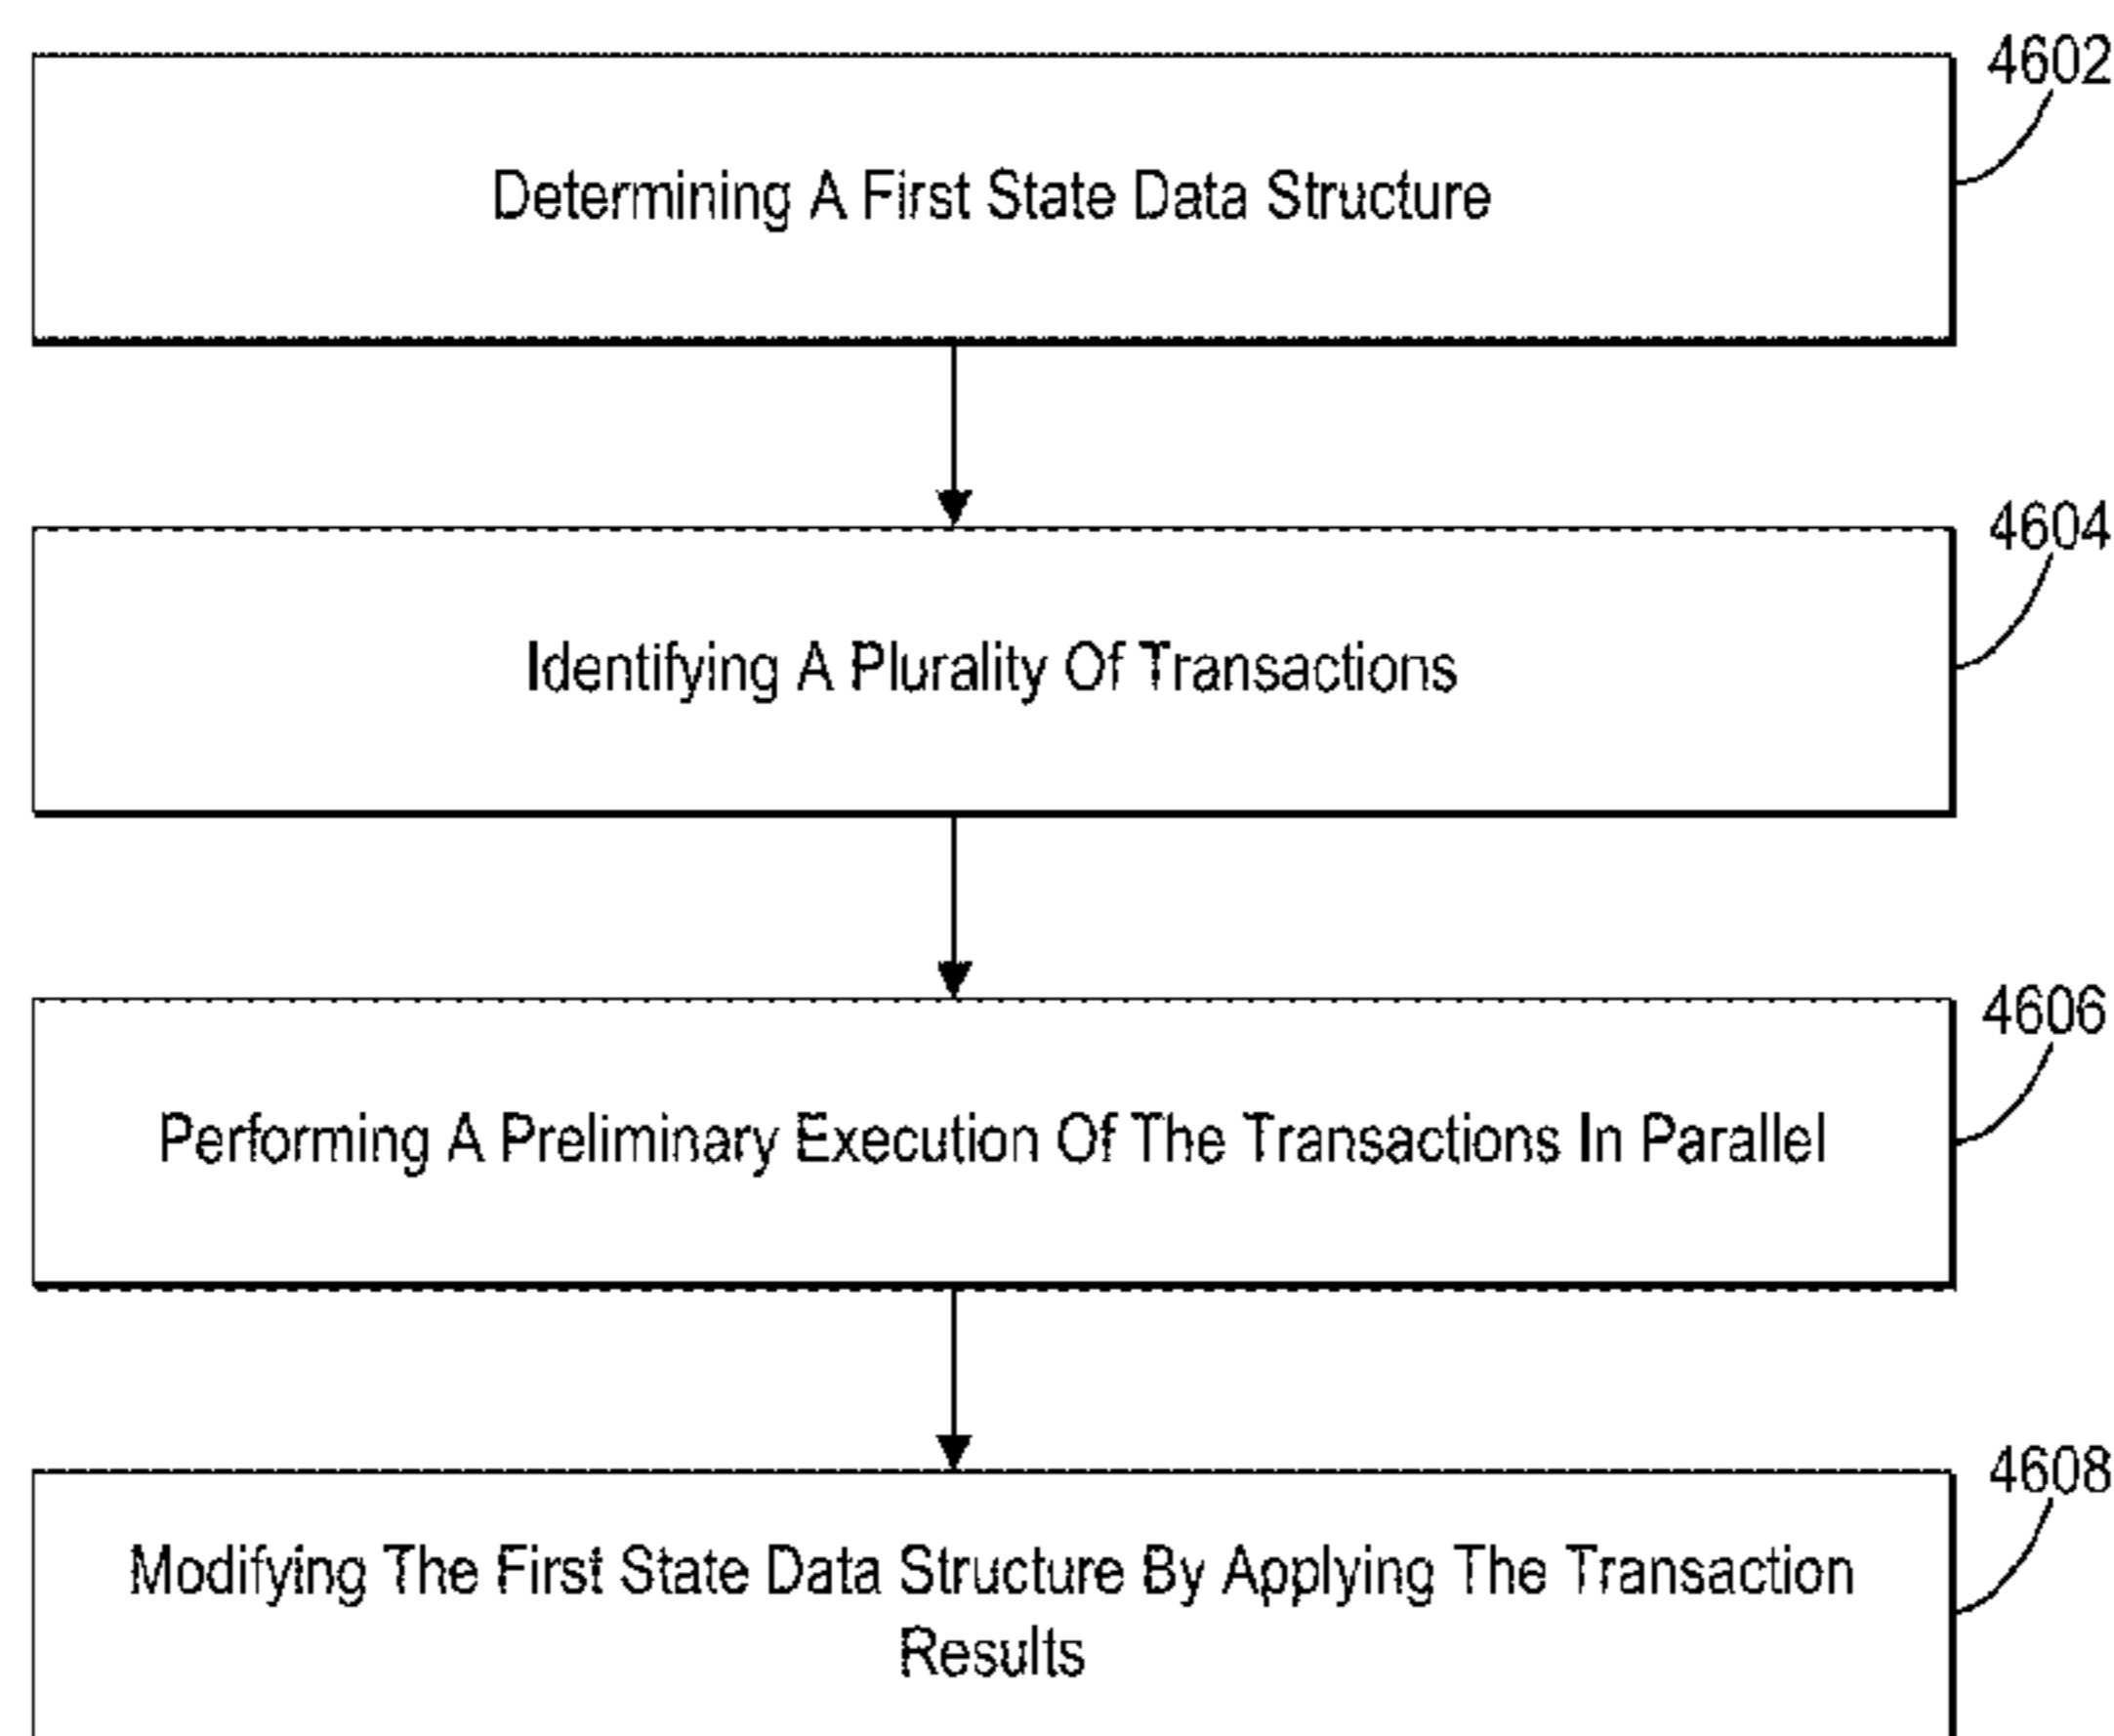 4602
Determining A First State Data Structure
4604
Identifying A Plurality Of Transactions
4606
Performing A Preliminary Execution Of The Transactions In Parallel
4608
Modifying The First State Data Structure By Applying The Transaction
Results